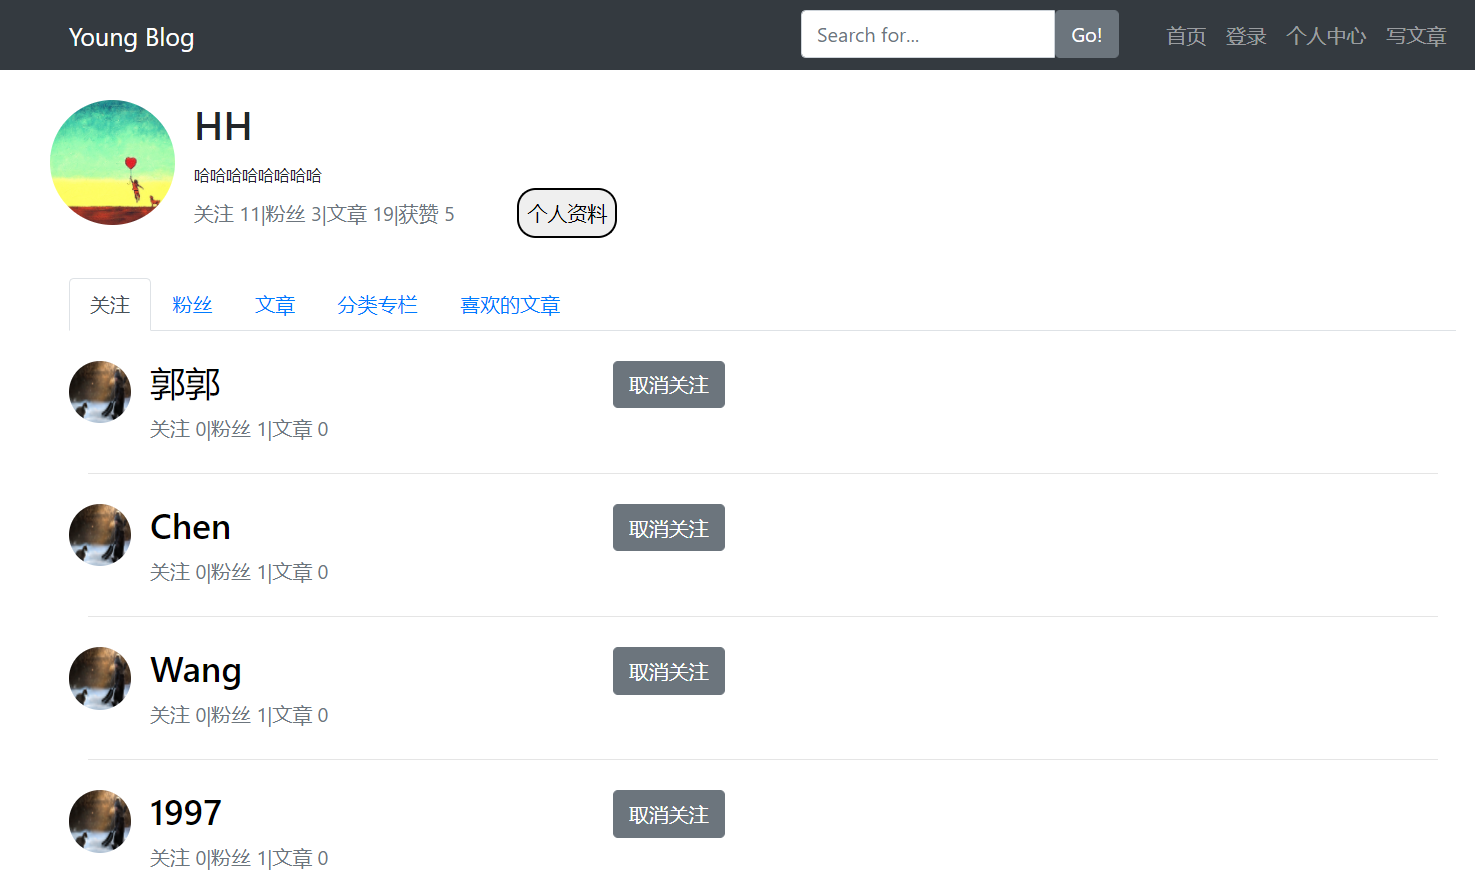 Young Blog Search for... Go! 首页 登录 个人中心 写文章
HH
哈哈哈哈哈哈哈哈
关注 11|粉丝 3|文章 19|获赞 5 个人资料
关注 粉丝 文章 分类专栏 喜欢的文章
郭郭 取消关注
关注 0|粉丝 1|文章 0
Chen 取消关注
关注 0|粉丝 1|文章 0
Wang 取消关注
关注 0|粉丝 1|文章 0
1997 取消关注
关注 0|粉丝 1|文章 0